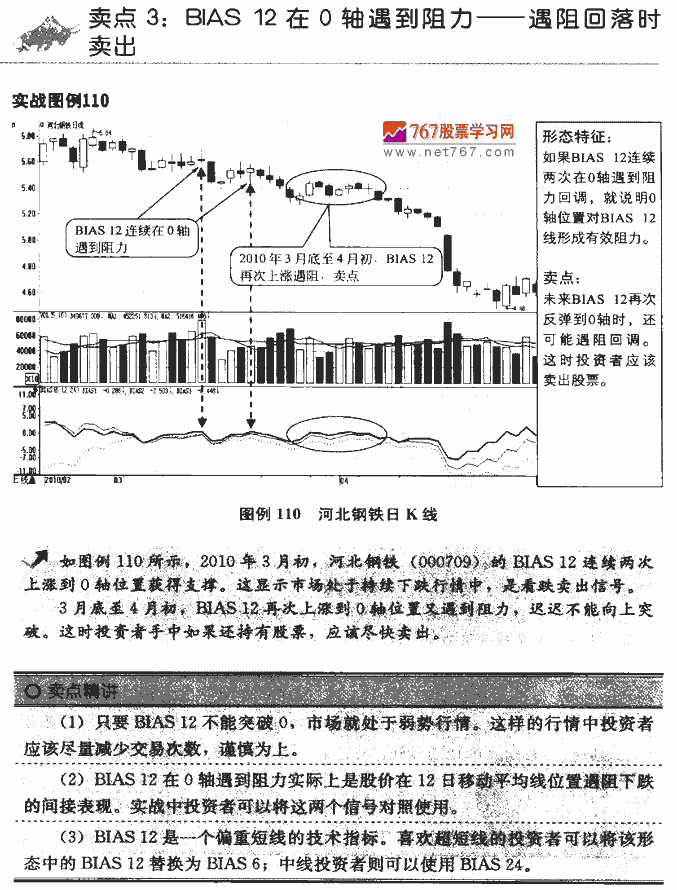 卖点 3：BIAS 12 在 0 轴遇到阻力——遇阻回落时
卖出
实战图例110
河北钢铁日线
767股票学习网
www.net767.com
5.84
5.80
5.60
5.40
5.20
5.00
4.80
4.60
4.48
BIAS 12 连续在 0 轴
遇到阻力
2010 年 3 月底至 4 月初，BIAS 12
再次上涨遇阻，卖点
80000
60000
40000
20000
X10
11.00
7.00
5.00
0.00
-5.00
-7.00
-11.00
日线
2010/02
03
04
形态特征：
如果BIAS 12连续
两次在0轴遇到阻
力回调，就说明0
轴位置对BIAS 12
线形成有效阻力。
卖点：
未来BIAS 12再次
反弹到0轴时，还
可能遇阻回调。
这时投资者应该
卖出股票。
图例 110 河北钢铁日 K 线
如图例 110 所示，2010 年 3 月初，河北钢铁（000709）的 BIAS 12 连续两次
上涨到 0 轴位置获得支撑。这显示市场处于持续下跌行情中，是看跌卖出信号。
3 月底至 4 月初，BIAS 12 再次上涨到 0 轴位置又遇到阻力，迟迟不能向上突
破。这时投资者手中如果还持有股票，应该尽快卖出。
卖点精讲
（1）只要 BIAS 12 不能突破 0，市场就处于弱势行情。这样的行情中投资者
应该尽量减少交易次数，谨慎为上。
（2）BIAS 12 在 0 轴遇到阻力实际上是股价在 12 日移动平均线位置遇阻下跌
的间接表现。实战中投资者可以将这两个信号对照使用。
（3）BIAS 12 是一个偏重短线的技术指标。喜欢超短线的投资者可以将该形
态中的 BIAS 12 替换为 BIAS 6；中线投资者则可以使用 BIAS 24。